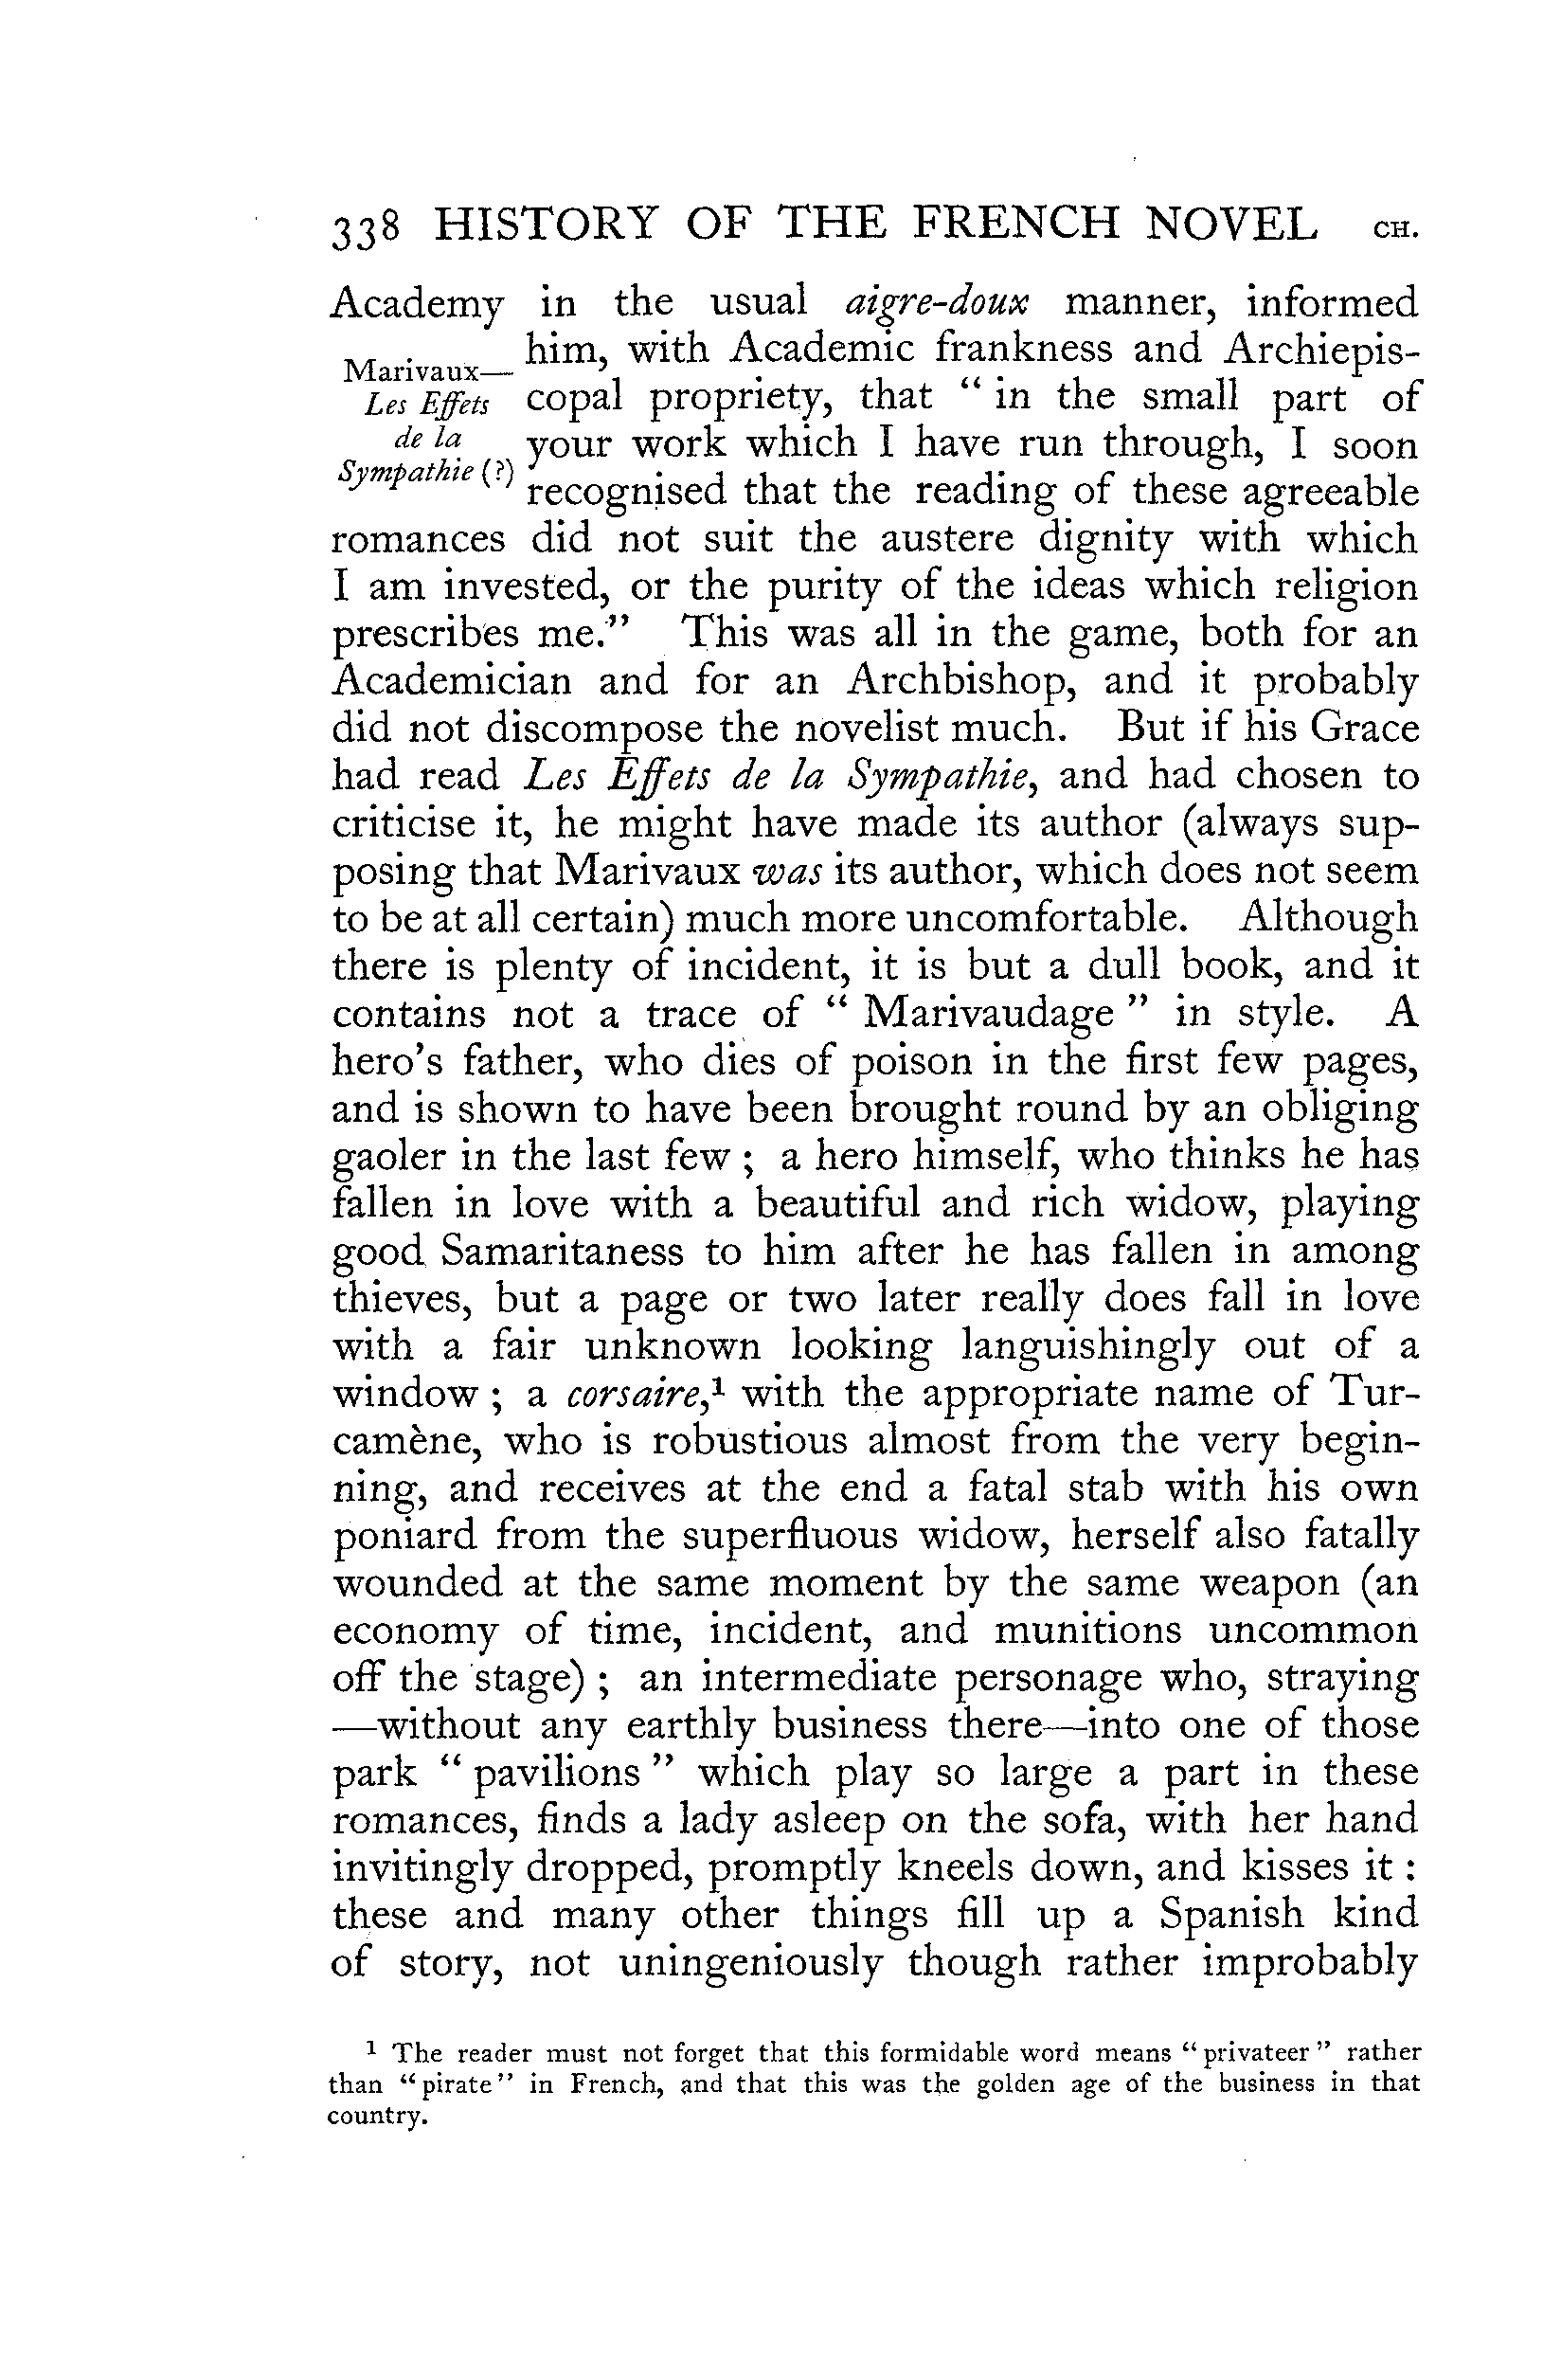 338 HISTORY OF THE FRENCH NOVEL CH.
Academy in the usual aigre-doux manner, informed
Marivaux—
Les Effets
de la
Sympathie (?)
him, with Academic frankness and Archiepis-
copal propriety, that “ in the small part of
your work which I have run through, I soon
recognised that the reading of these agreeable
romances did not suit the austere dignity with which
I am invested, or the purity of the ideas which religion
prescribes me.” This was all in the game, both for an
Academician and for an Archbishop, and it probably
did not discompose the novelist much. But if his Grace
had read Les Effets de la Sympathie, and had chosen to
criticise it, he might have made its author (always sup-
posing that Marivaux was its author, which does not seem
to be at all certain) much more uncomfortable. Although
there is plenty of incident, it is but a dull book, and it
contains not a trace of “ Marivaudage ” in style. A
hero's father, who dies of poison in the first few pages,
and is shown to have been brought round by an obliging
gaoler in the last few ; a hero himself, who thinks he has
fallen in love with a beautiful and rich widow, playing
good Samaritaness to him after he has fallen in among
thieves, but a page or two later really does fall in love
with a fair unknown looking languishingly out of a
window ; a corsaire,¹ with the appropriate name of Tur-
camène, who is robustious almost from the very begin-
ning, and receives at the end a fatal stab with his own
poniard from the superfluous widow, herself also fatally
wounded at the same moment by the same weapon (an
economy of time, incident, and munitions uncommon
off the stage) ; an intermediate personage who, straying
—without any earthly business there—into one of those
park “ pavilions ” which play so large a part in these
romances, finds a lady asleep on the sofa, with her hand
invitingly dropped, promptly kneels down, and kisses it :
these and many other things fill up a Spanish kind
of story, not uningeniously though rather improbably
¹ The reader must not forget that this formidable word means “privateer” rather
than “pirate” in French, and that this was the golden age of the business in that
country.